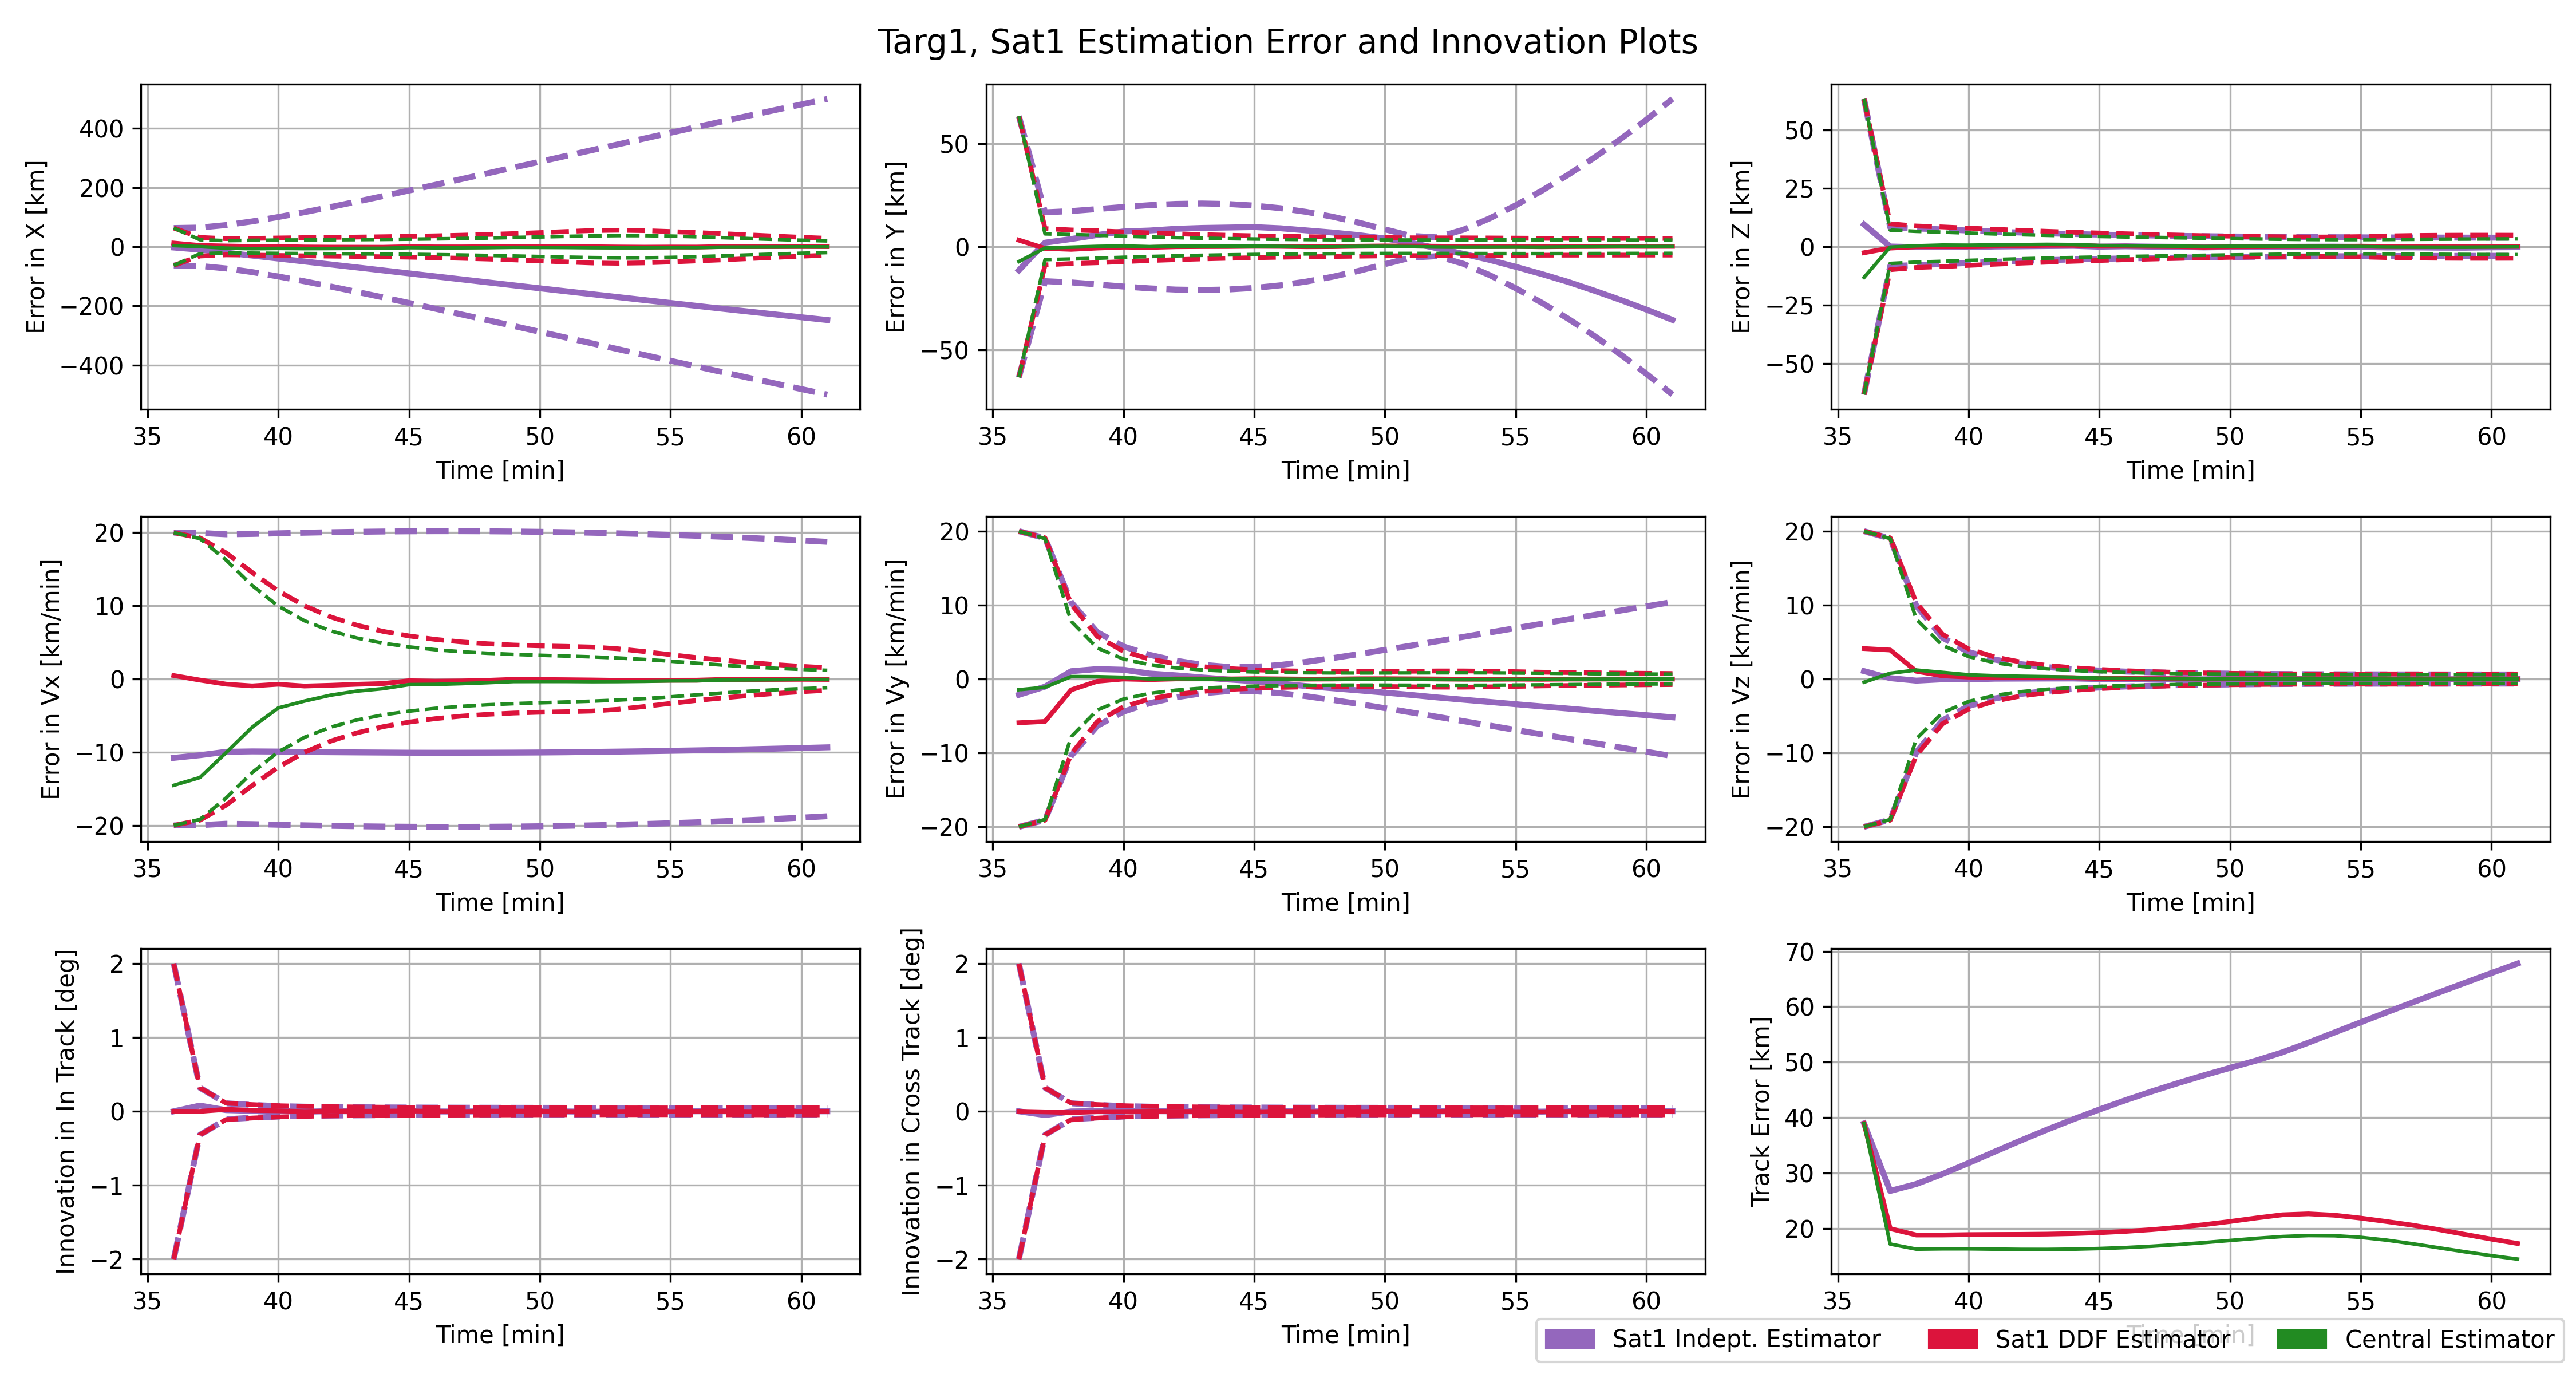 Targ1, Sat1 Estimation Error and Innovation Plots
Error in X [km]
400
200
0
−200
−400
35 40 45 50 55 60
Time [min]
Error in Y [km]
50
0
−50
35 40 45 50 55 60
Time [min]
Error in Z [km]
50
25
0
−25
−50
35 40 45 50 55 60
Time [min]
Error in Vx [km/min]
20
10
0
−10
−20
35 40 45 50 55 60
Time [min]
Error in Vy [km/min]
20
10
0
−10
−20
35 40 45 50 55 60
Time [min]
Error in Vz [km/min]
20
10
0
−10
−20
35 40 45 50 55 60
Time [min]
Innovation in In Track [deg]
2
1
0
−1
−2
35 40 45 50 55 60
Time [min]
Innovation in Cross Track [deg]
2
1
0
−1
−2
35 40 45 50 55 60
Time [min]
Track Error [km]
70
60
50
40
30
20
35 40 45 50 55 60
Time [min]
Sat1 Indept. Estimator Sat1 DDF Estimator Central Estimator